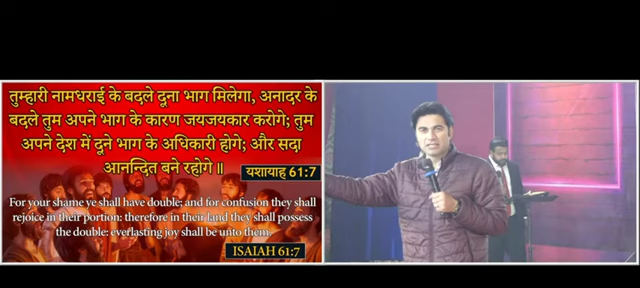 तुम्हारी नामधराई के बदले दूना भाग मिलेगा, अनादर के
बदले तुम अपने भाग के कारण जयजयकार करोगे; तुम
अपने देश में दूने भाग के अधिकारी होगे; और सदा
आनन्दित बने रहोगे ॥
यशायाह 61:7
For your shame ye shall have double; and for confusion they shall
rejoice in their portion: therefore in their land they shall possess
the double: everlasting joy shall be unto them.
ISAIAH 61:7